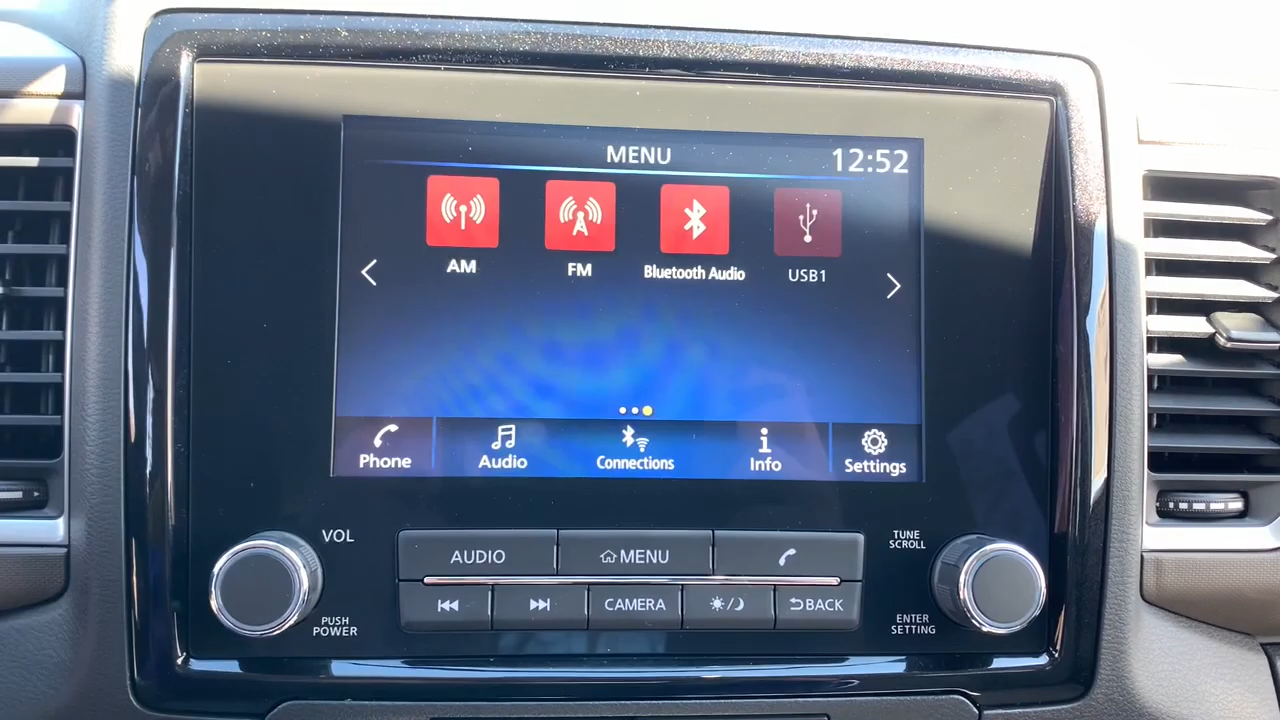 MENU
12:52
AM
FM
Bluetooth Audio
USB1
Phone
Audio
Connections
Info
Settings
VOL
PUSH
POWER
AUDIO
MENU
CAMERA
BACK
TUNE
SCROLL
ENTER
SETTING